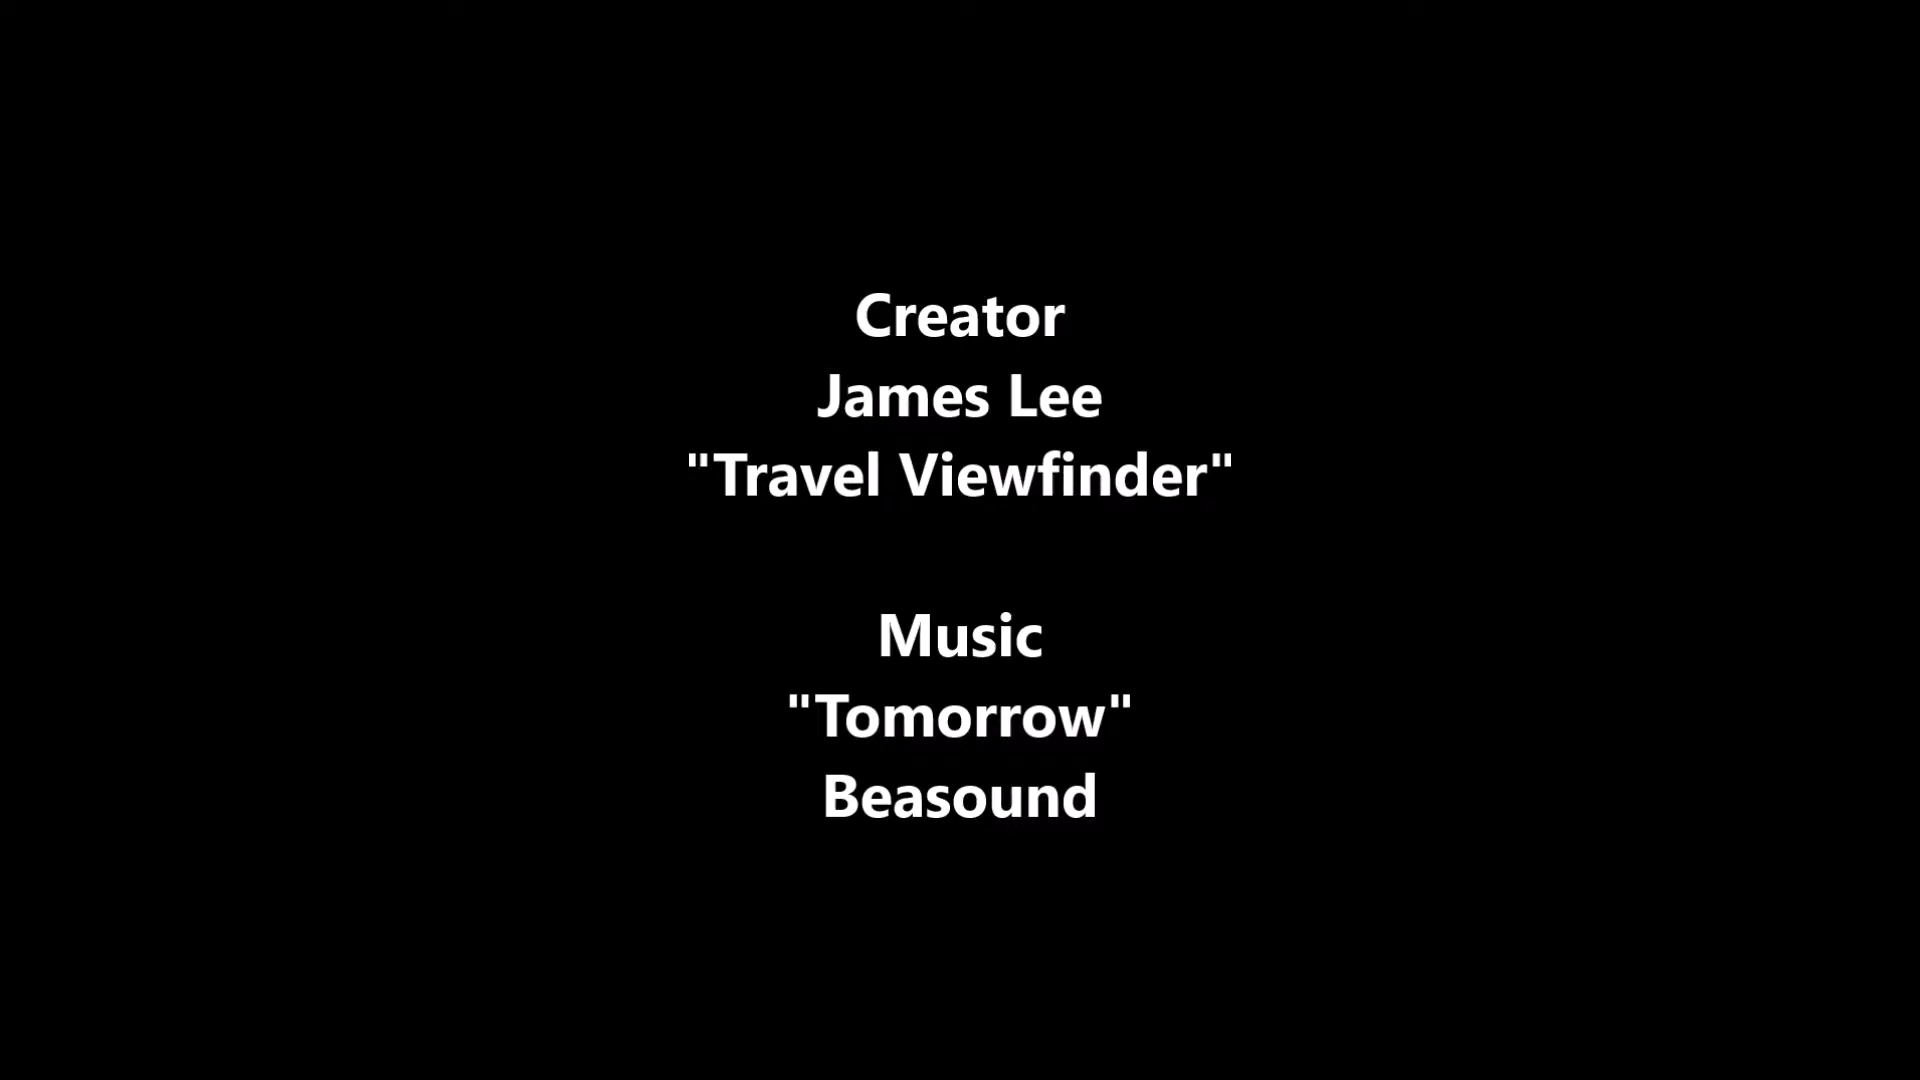 Creator
James Lee
"Travel Viewfinder"
Music
"Tomorrow"
Beasound